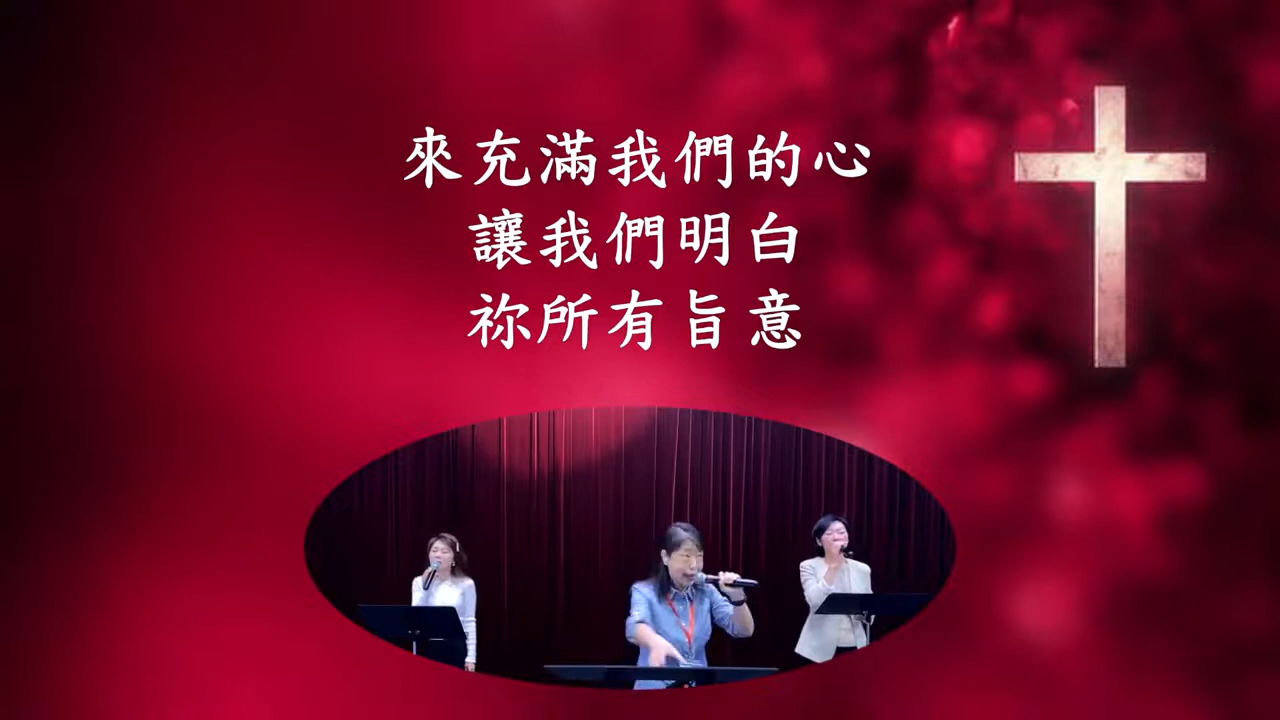 來充滿我們的心
讓我們明白
祢所有旨意